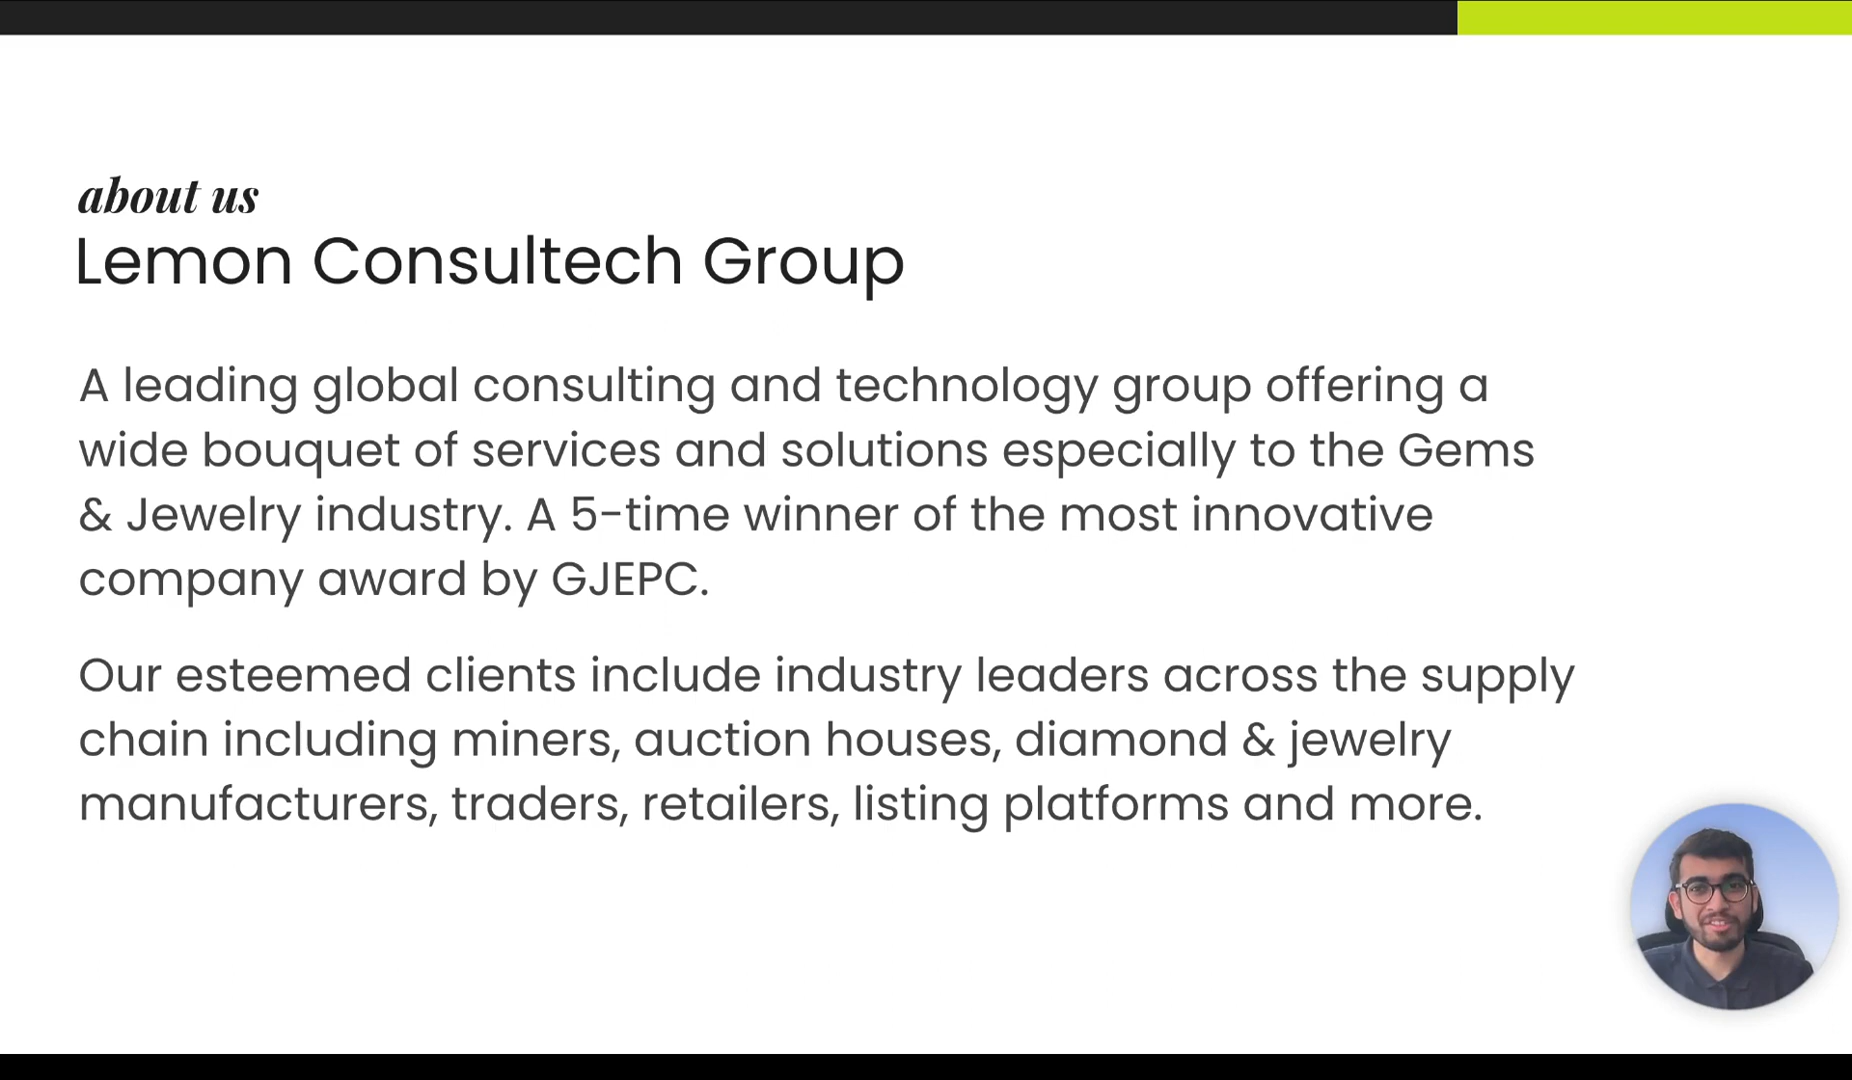 about us
Lemon Consultech Group
A leading global consulting and technology group offering a
wide bouquet of services and solutions especially to the Gems
& Jewelry industry. A 5-time winner of the most innovative
company award by GJEPC.
Our esteemed clients include industry leaders across the supply
chain including miners, auction houses, diamond & jewelry
manufacturers, traders, retailers, listing platforms and more.